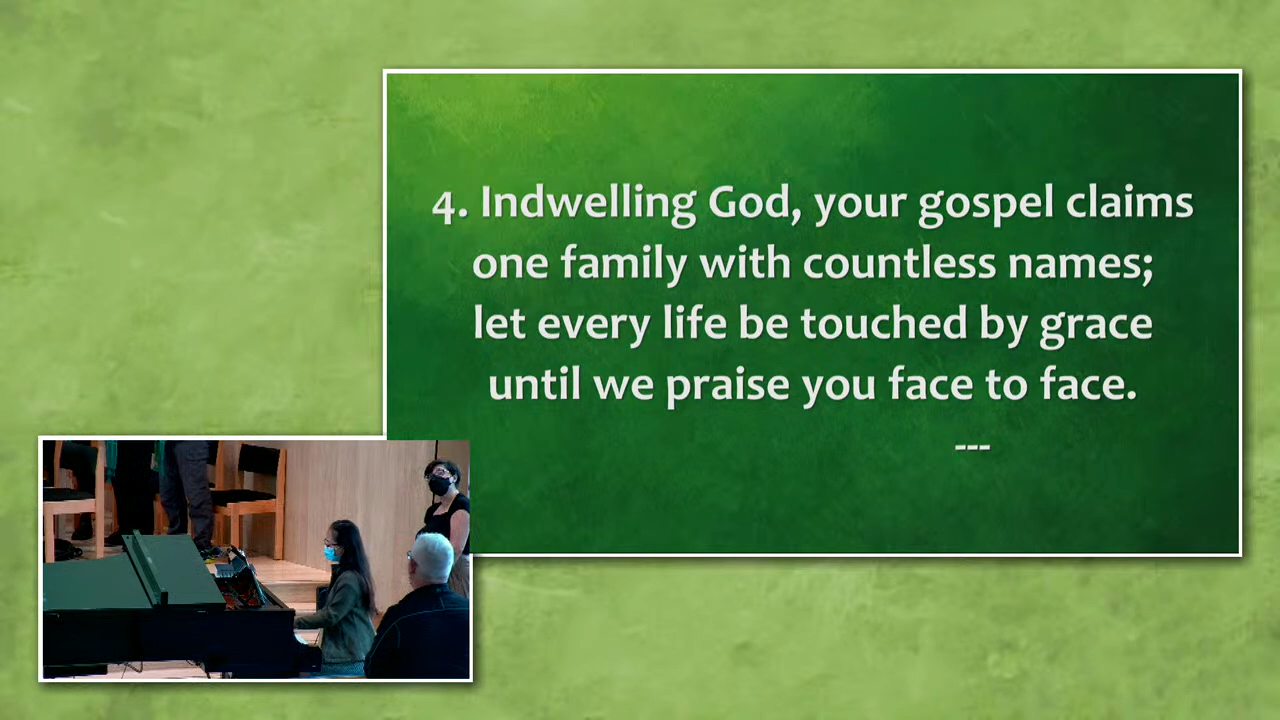 4. Indwelling God, your gospel claims
one family with countless names;
let every life be touched by grace
until we praise you face to face.
---